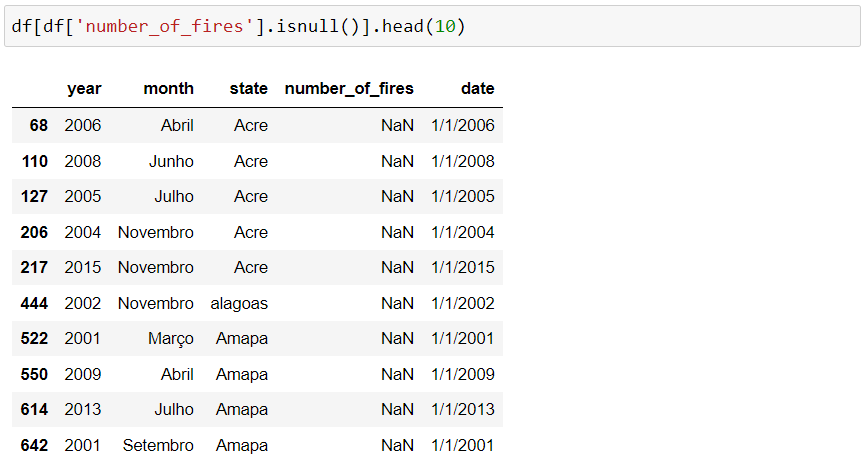 df[df['number_of_fires'].isnull()].head(10)
year month state number_of_fires date
68 2006 Abril Acre NaN 1/1/2006
110 2008 Junho Acre NaN 1/1/2008
127 2005 Julho Acre NaN 1/1/2005
206 2004 Novembro Acre NaN 1/1/2004
217 2015 Novembro Acre NaN 1/1/2015
444 2002 Novembro alagoas NaN 1/1/2002
522 2001 Março Amapa NaN 1/1/2001
550 2009 Abril Amapa NaN 1/1/2009
614 2013 Julho Amapa NaN 1/1/2013
642 2001 Setembro Amapa NaN 1/1/2001